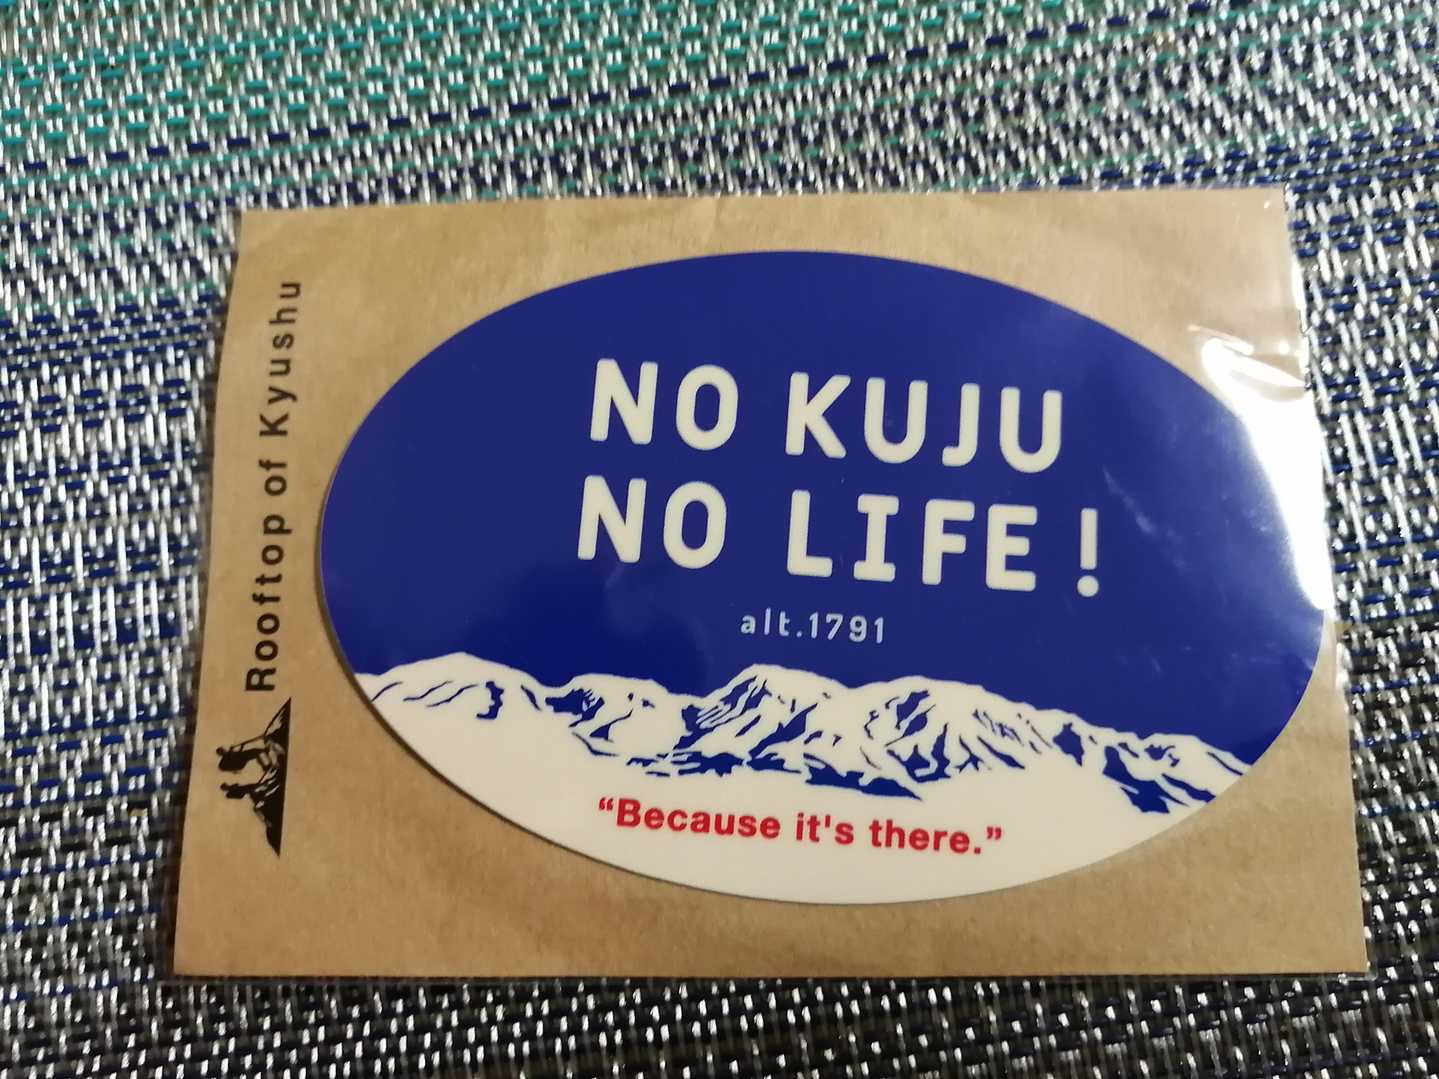 Rooftop of Kyushu
NO KUJU
NO LIFE!
alt.1791
“Because it's there.”